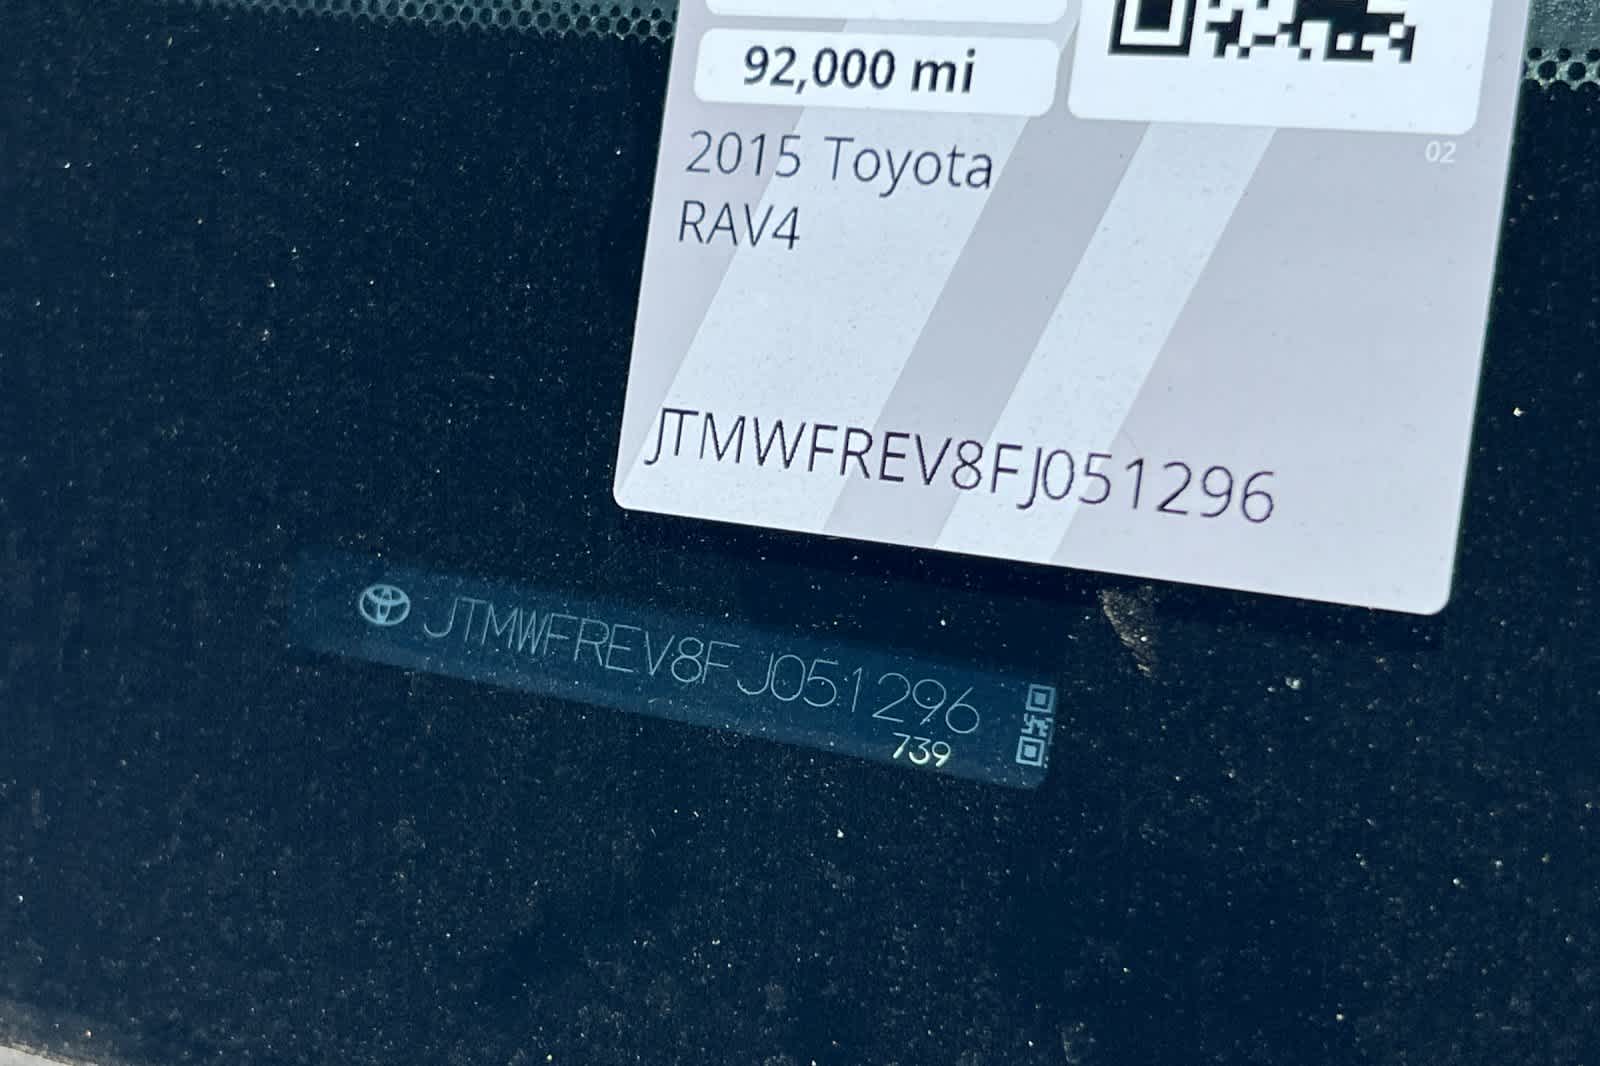 92,000 mi
02
2015 Toyota
RAV4
JTMWFREV8FJ051296
JTMWFREV8FJ051296
739